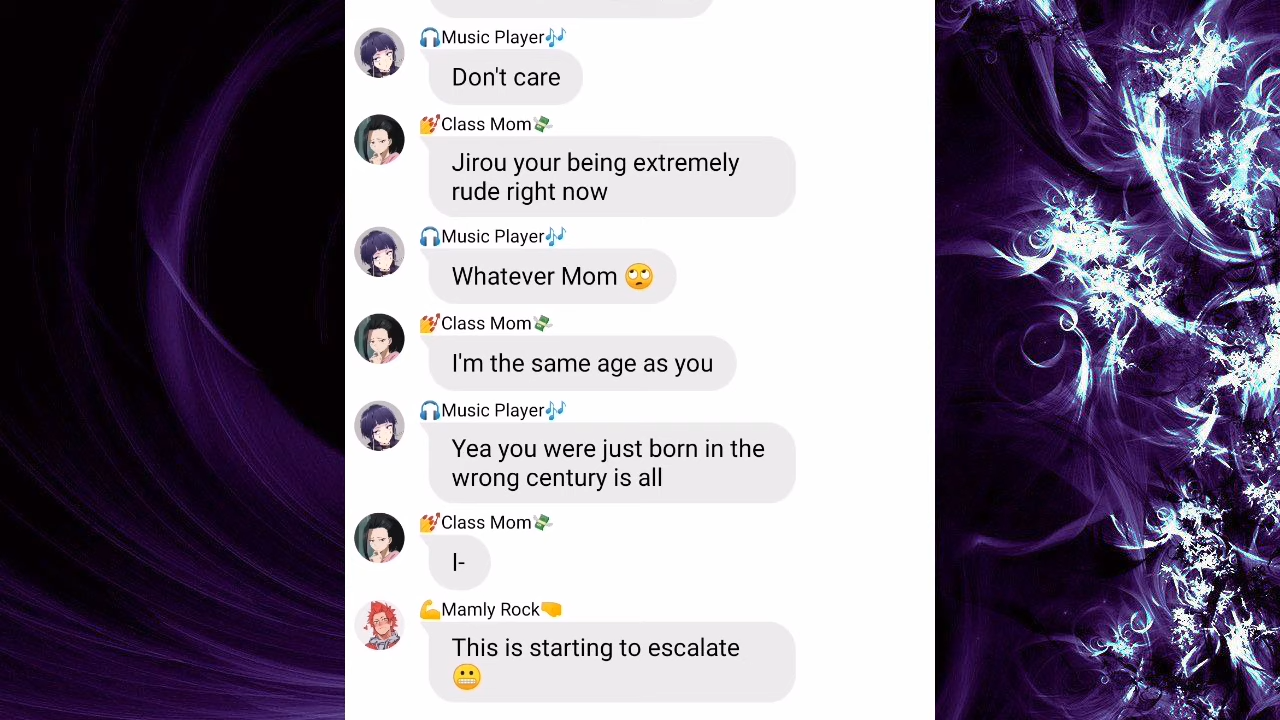 🎧Music Player🎶
Don't care
💅Class Mom💸
Jirou your being extremely
rude right now
🎧Music Player🎶
Whatever Mom 🙄
💅Class Mom💸
I'm the same age as you
🎧Music Player🎶
Yea you were just born in the
wrong century is all
💅Class Mom💸
I-
💪Mamly Rock🤜
This is starting to escalate
😬